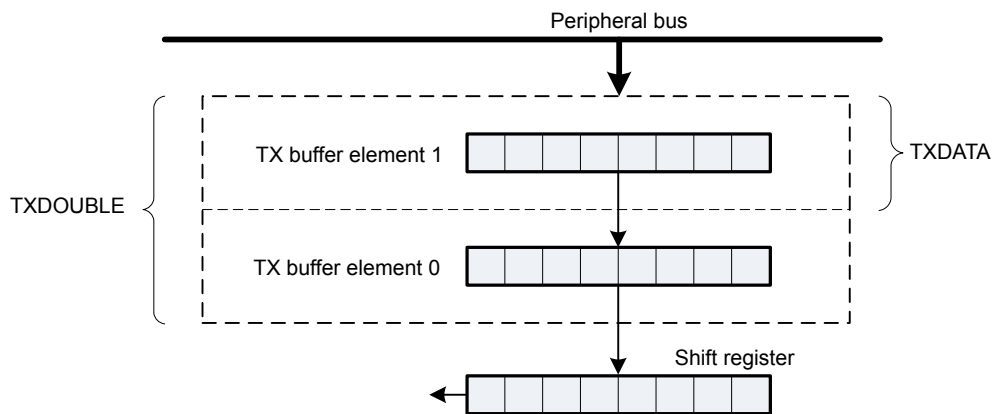 Peripheral bus
TX buffer element 1
TXDATA
TXDOUBLE
TX buffer element 0
Shift register